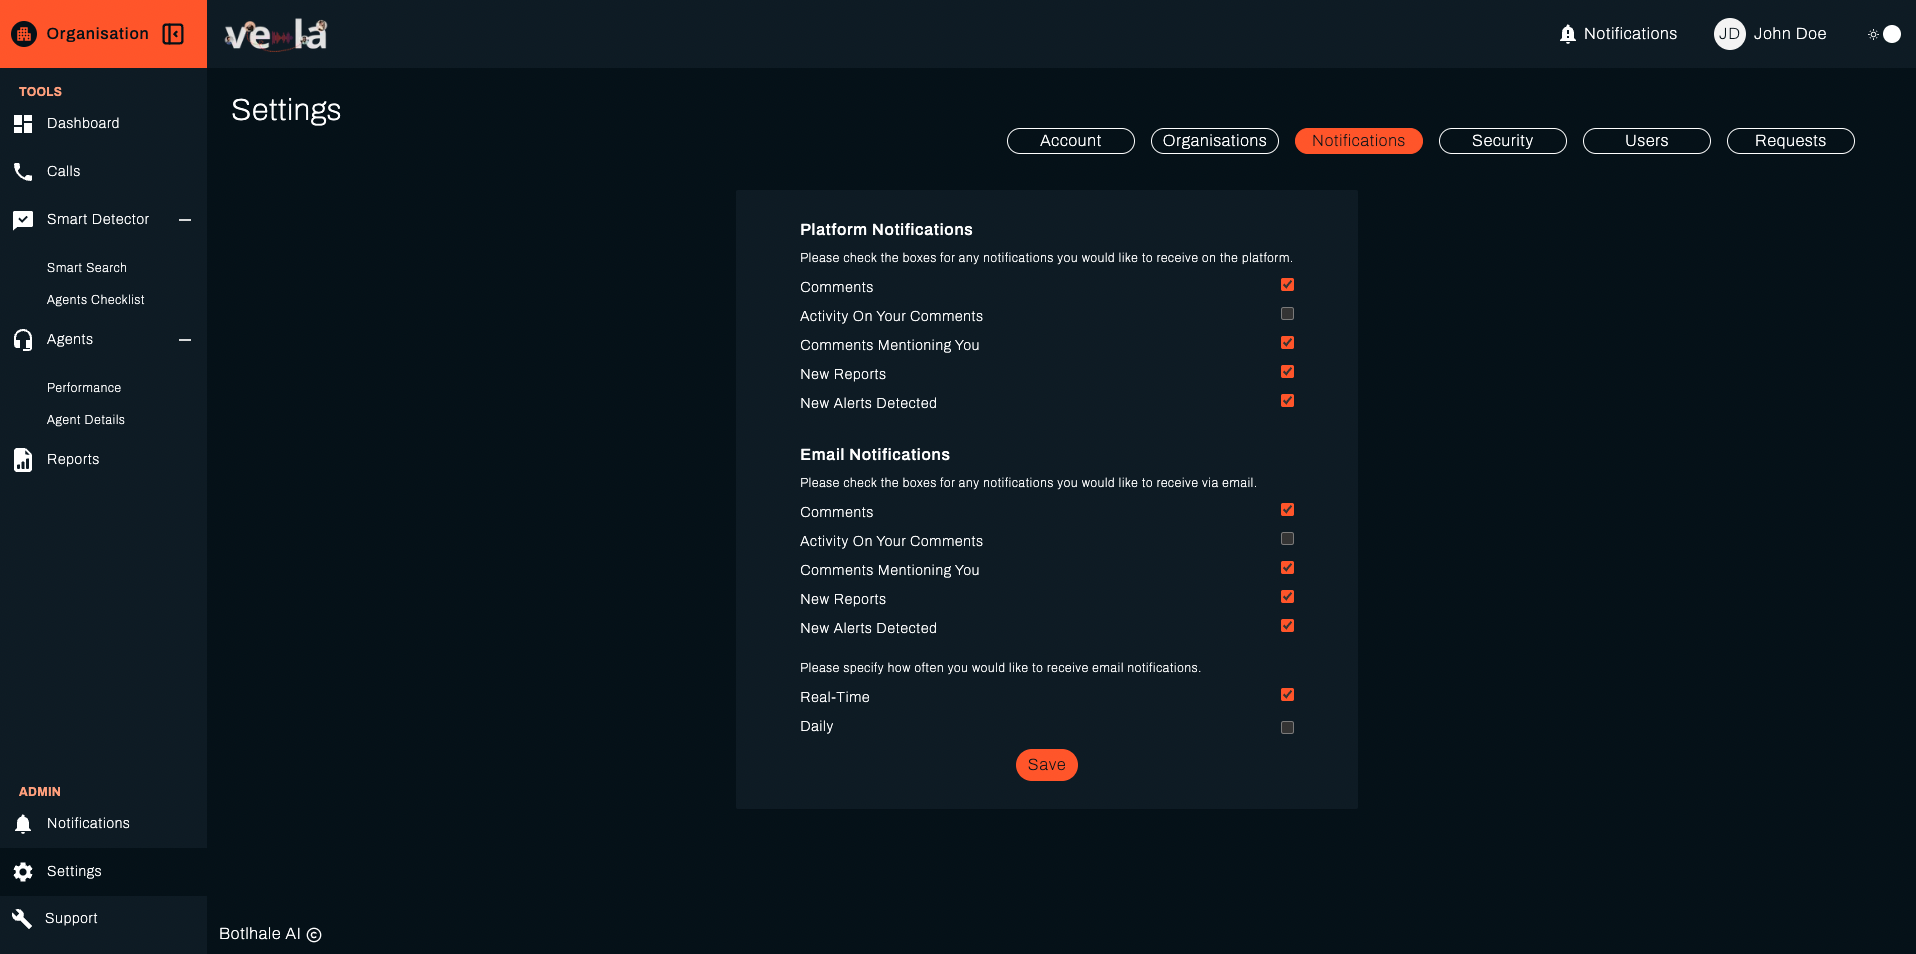 Organisation
vela
Notifications
JD John Doe
TOOLS
Dashboard
Calls
Smart Detector
Smart Search
Agents Checklist
Agents
Performance
Agent Details
Reports
ADMIN
Notifications
Settings
Support
Settings
Account Organisations Notifications Security Users Requests
Platform Notifications
Please check the boxes for any notifications you would like to receive on the platform.
Comments
Activity On Your Comments
Comments Mentioning You
New Reports
New Alerts Detected
Email Notifications
Please check the boxes for any notifications you would like to receive via email.
Comments
Activity On Your Comments
Comments Mentioning You
New Reports
New Alerts Detected
Please specify how often you would like to receive email notifications.
Real-Time
Daily
Save
Botlhale AI ©